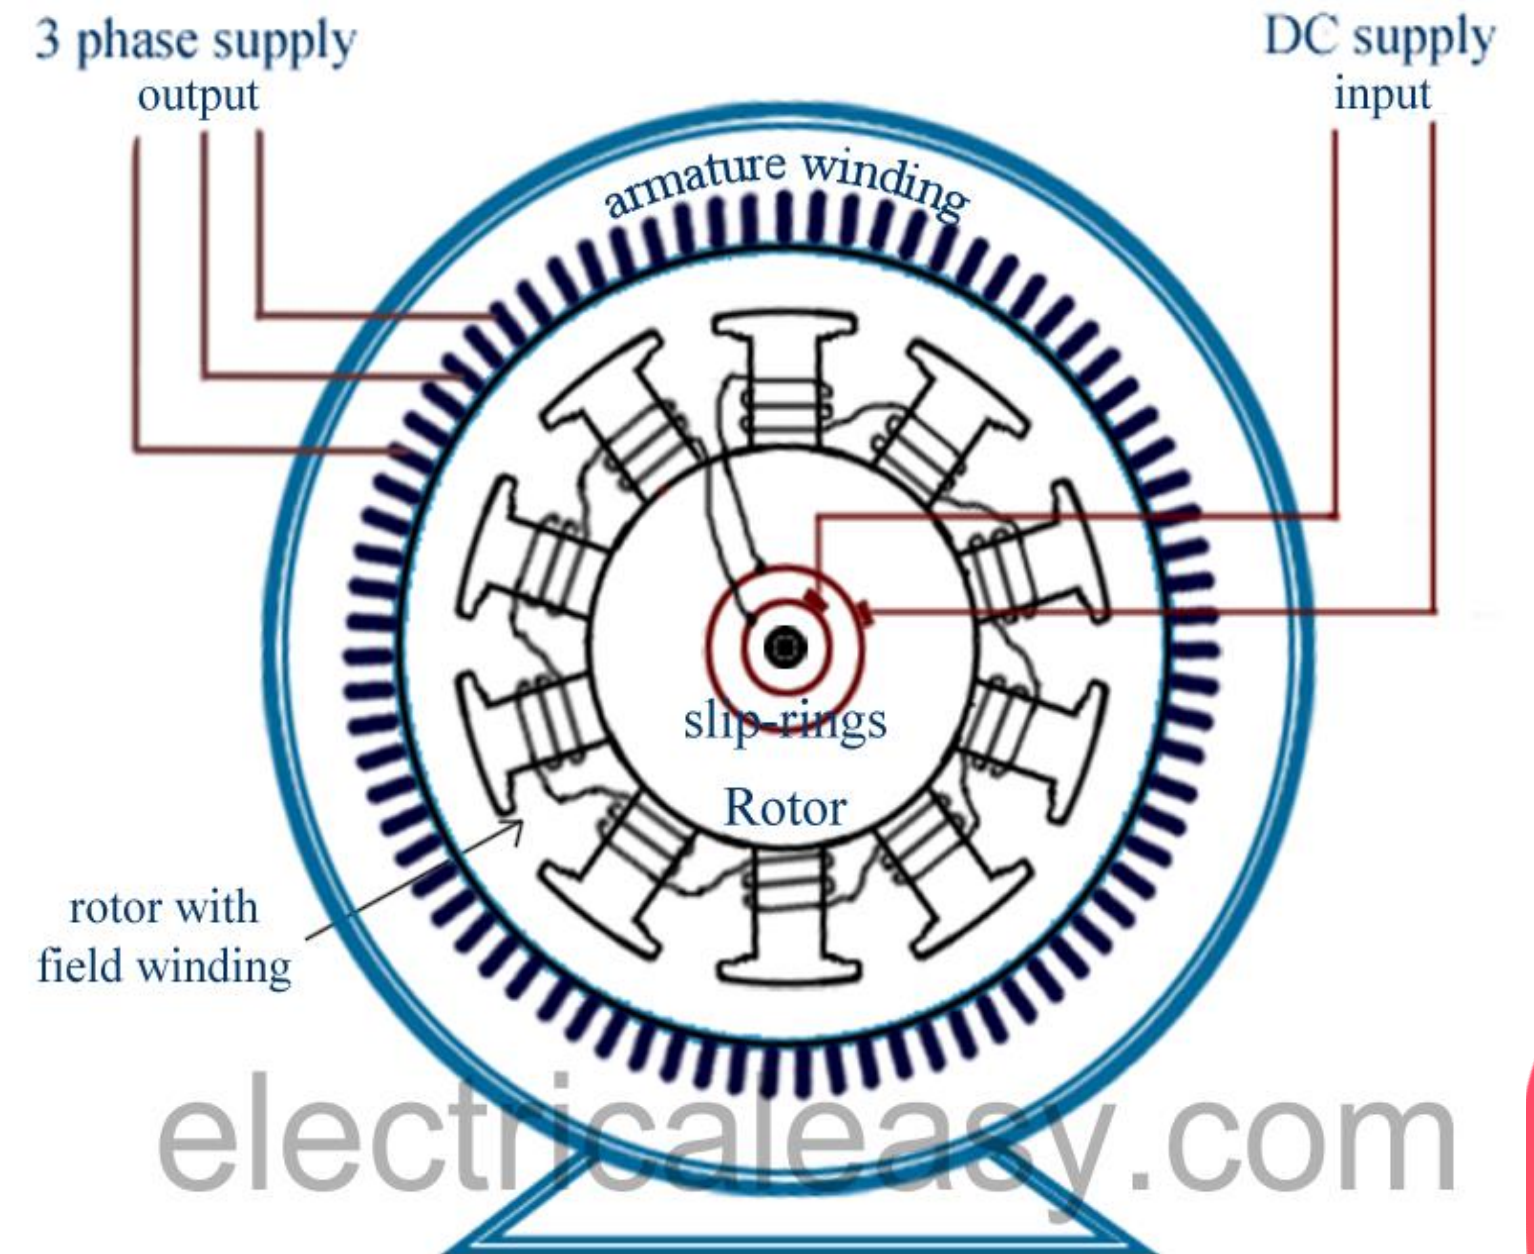 3 phase supply
output
DC supply
input
armature winding
slip-rings
Rotor
rotor with
field winding
electricaleasy.com